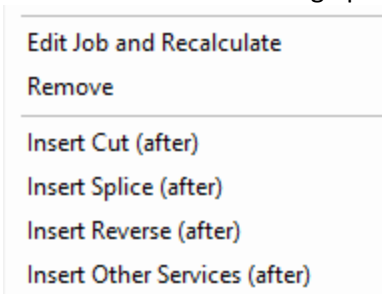 Edit Job and Recalculate
Remove
Insert Cut (after)
Insert Splice (after)
Insert Reverse (after)
Insert Other Services (after)